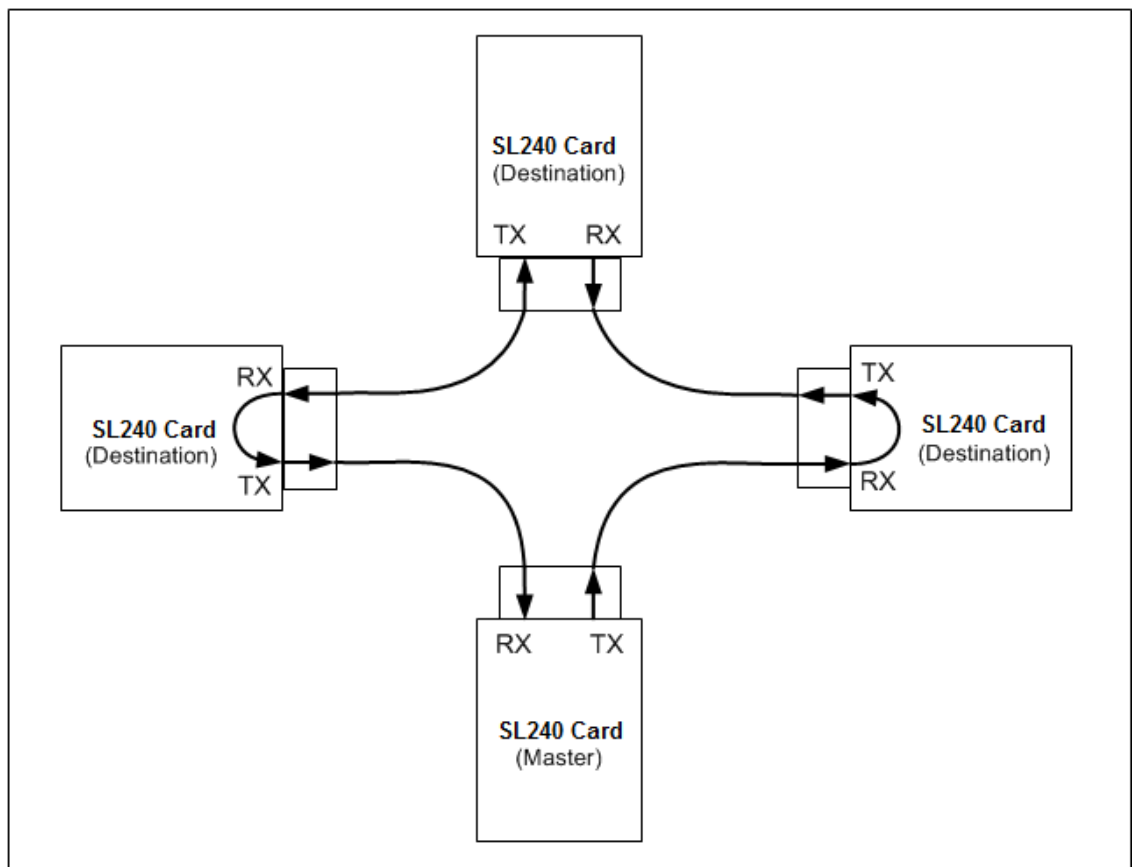 SL240 Card
(Destination)
TX RX
RX
SL240 Card
(Destination)
TX
TX
SL240 Card
(Destination)
RX
RX TX
SL240 Card
(Master)